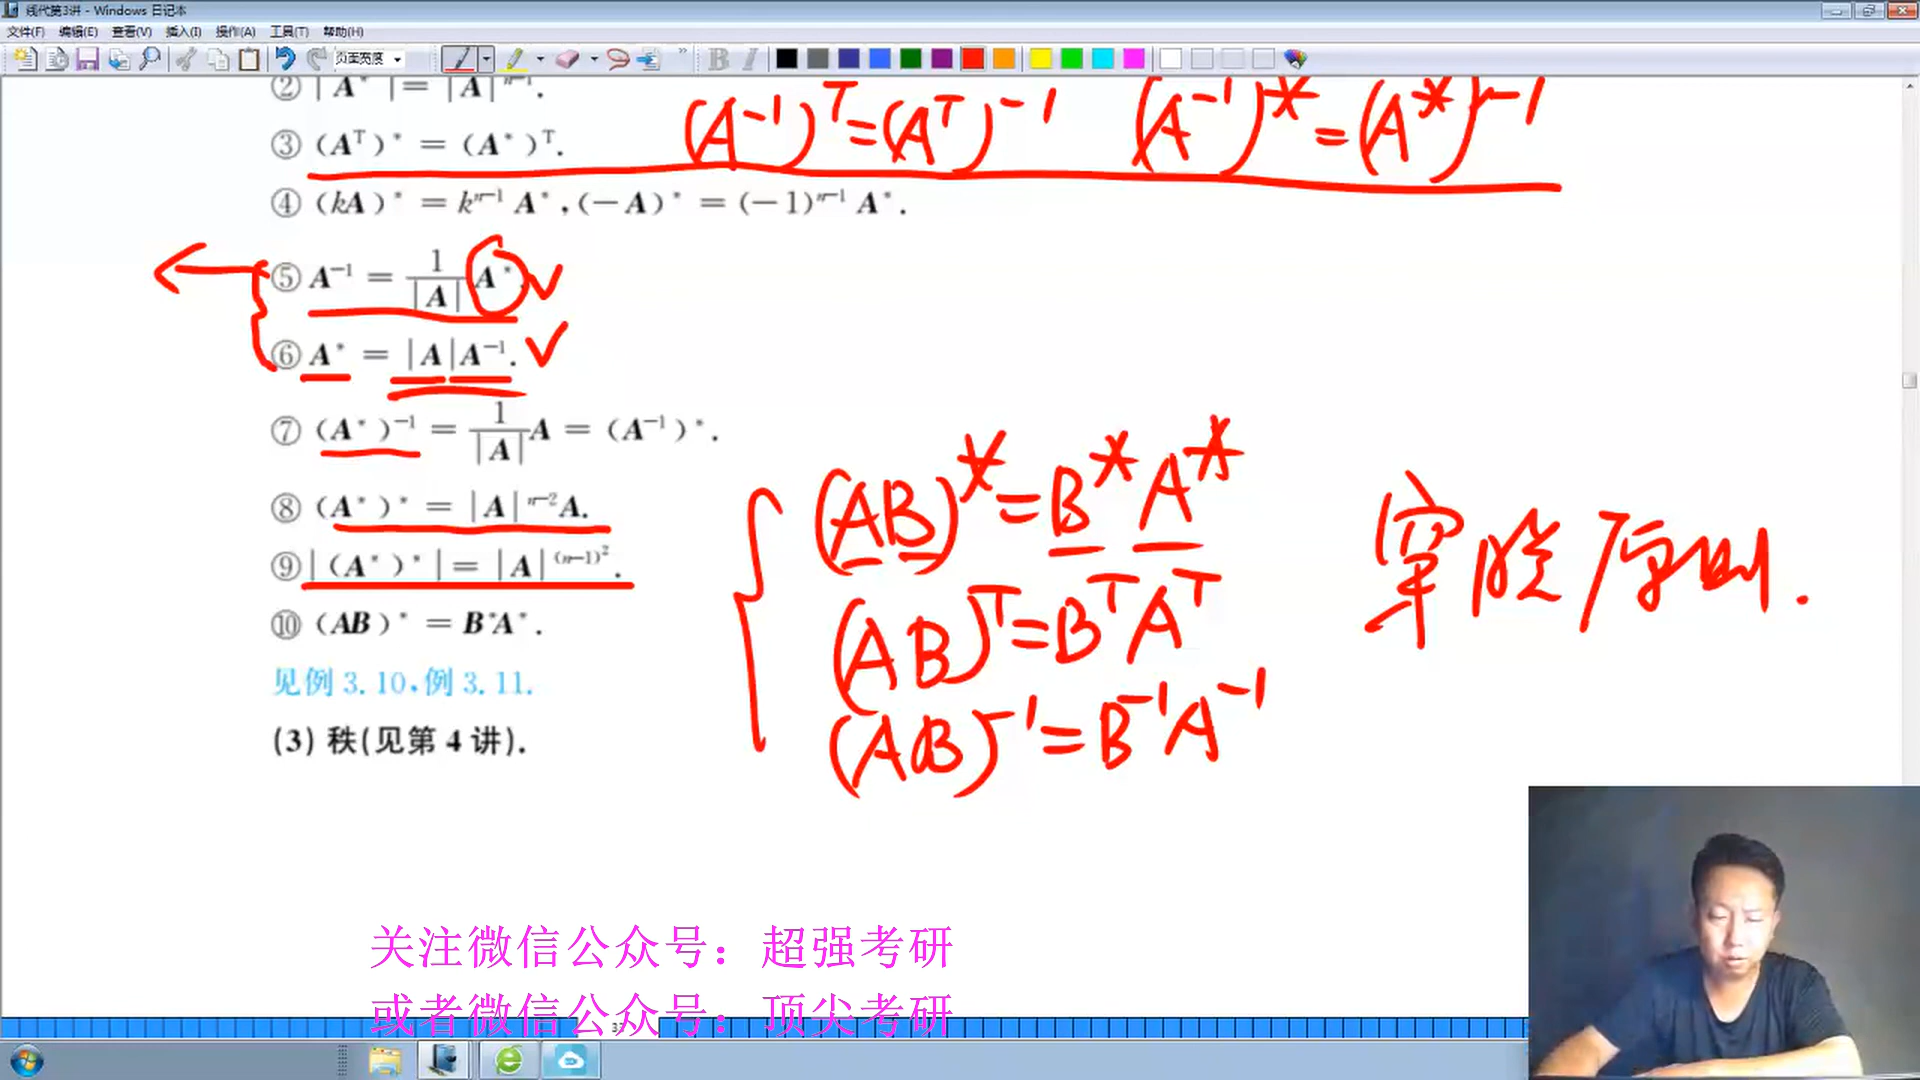 线代第3讲 - Windows 日记本
文件(F) 编辑(E) 查看(V) 插入(I) 操作(A) 工具(T) 帮助(H)
页面宽度
② |A*| = |A|ⁿ⁻¹.
(A⁻¹)ᵀ=(Aᵀ)⁻¹ (A⁻¹)*=(A*)⁻¹
③ (Aᵀ)* = (A*)ᵀ.
④ (kA)* = kⁿ⁻¹A*,(−A)* = (−1)ⁿ⁻¹A*.
⑤ A⁻¹ = 1/|A| A*.
⑥ A* = |A|A⁻¹.
⑦ (A*)⁻¹ = 1/|A| A = (A⁻¹)*.
⑧ (A*)* = |A|ⁿ⁻²A.
⑨ |(A*)*| = |A|^(n−1)².
⑩ (AB)* = B*A*.
见例 3.10,例 3.11.
(3) 秩(见第 4 讲).
(AB)*=B*A*
(AB)ᵀ=BᵀAᵀ
(AB)⁻¹=B⁻¹A⁻¹
穿脱原则.
关注微信公众号：超强考研
或者微信公众号：顶尖考研